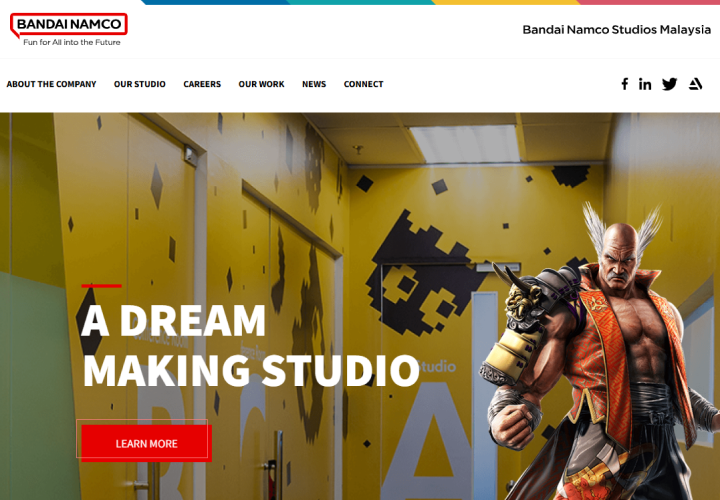 BANDAI NAMCO
Fun for All into the Future
Bandai Namco Studios Malaysia
ABOUT THE COMPANY OUR STUDIO CAREERS OUR WORK NEWS CONNECT
A DREAM
MAKING STUDIO
studio
A
LEARN MORE